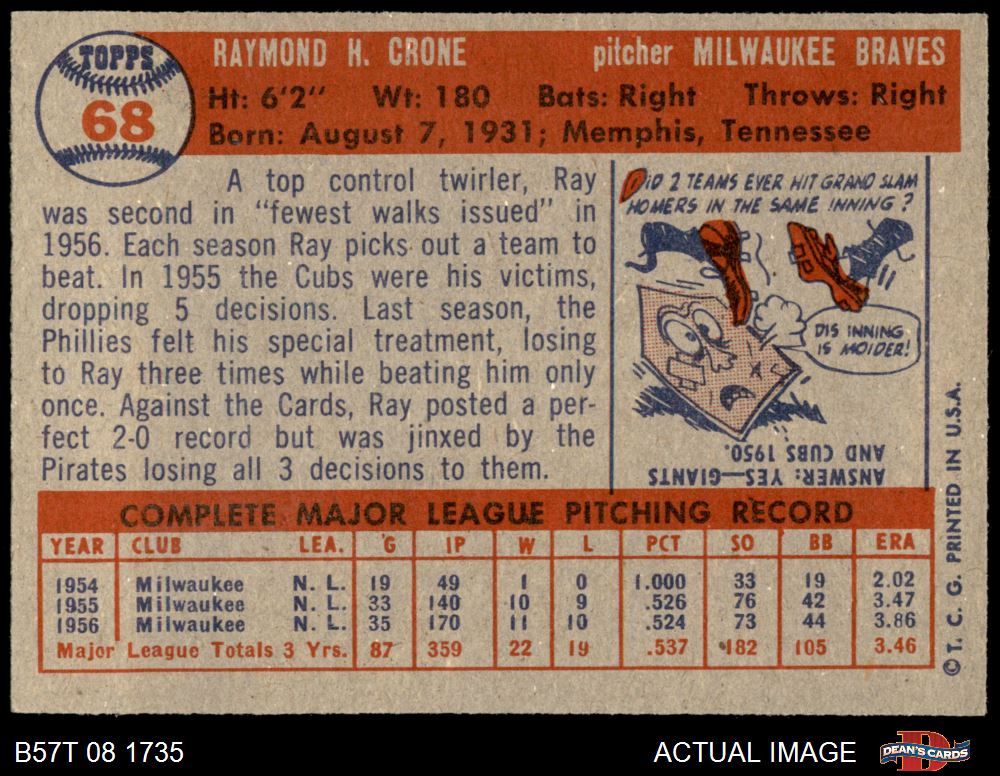 TOPPS
68
RAYMOND H. CRONE pitcher MILWAUKEE BRAVES
Ht: 6'2" Wt: 180 Bats: Right Throws: Right
Born: August 7, 1931; Memphis, Tennessee
A top control twirler, Ray
was second in "fewest walks issued" in
1956. Each season Ray picks out a team to
beat. In 1955 the Cubs were his victims,
dropping 5 decisions. Last season, the
Phillies felt his special treatment, losing
to Ray three times while beating him only
once. Against the Cards, Ray posted a per-
fect 2-0 record but was jinxed by the
Pirates losing all 3 decisions to them.
DID 2 TEAMS EVER HIT GRAND SLAM
HOMERS IN THE SAME INNING?
DIS INNING
IS MOIDER!
ANSWER: YES—GIANTS
AND CUBS 1950.
COMPLETE MAJOR LEAGUE PITCHING RECORD
YEAR CLUB LEA. G IP W L PCT SO BB ERA
1954 Milwaukee N. L. 19 49 1 0 1.000 33 19 2.02
1955 Milwaukee N. L. 33 140 10 9 .526 76 42 3.47
1956 Milwaukee N. L. 35 170 11 10 .524 73 44 3.86
Major League Totals 3 Yrs. 87 359 22 19 .537 182 105 3.46
© T. C. G. PRINTED IN U.S.A.
B57T 08 1735
ACTUAL IMAGE
DEAN'S CARDS